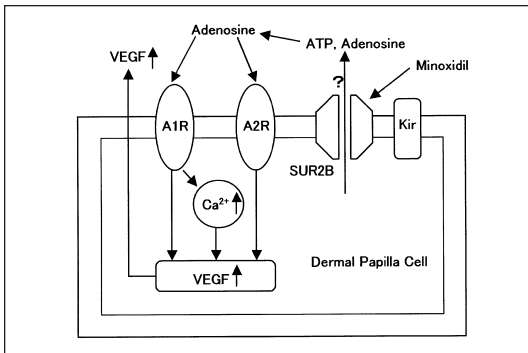 Adenosine
ATP, Adenosine
VEGF
Minoxidil
?
A1R
A2R
Kir
SUR2B
Ca2+
Dermal Papilla Cell
VEGF